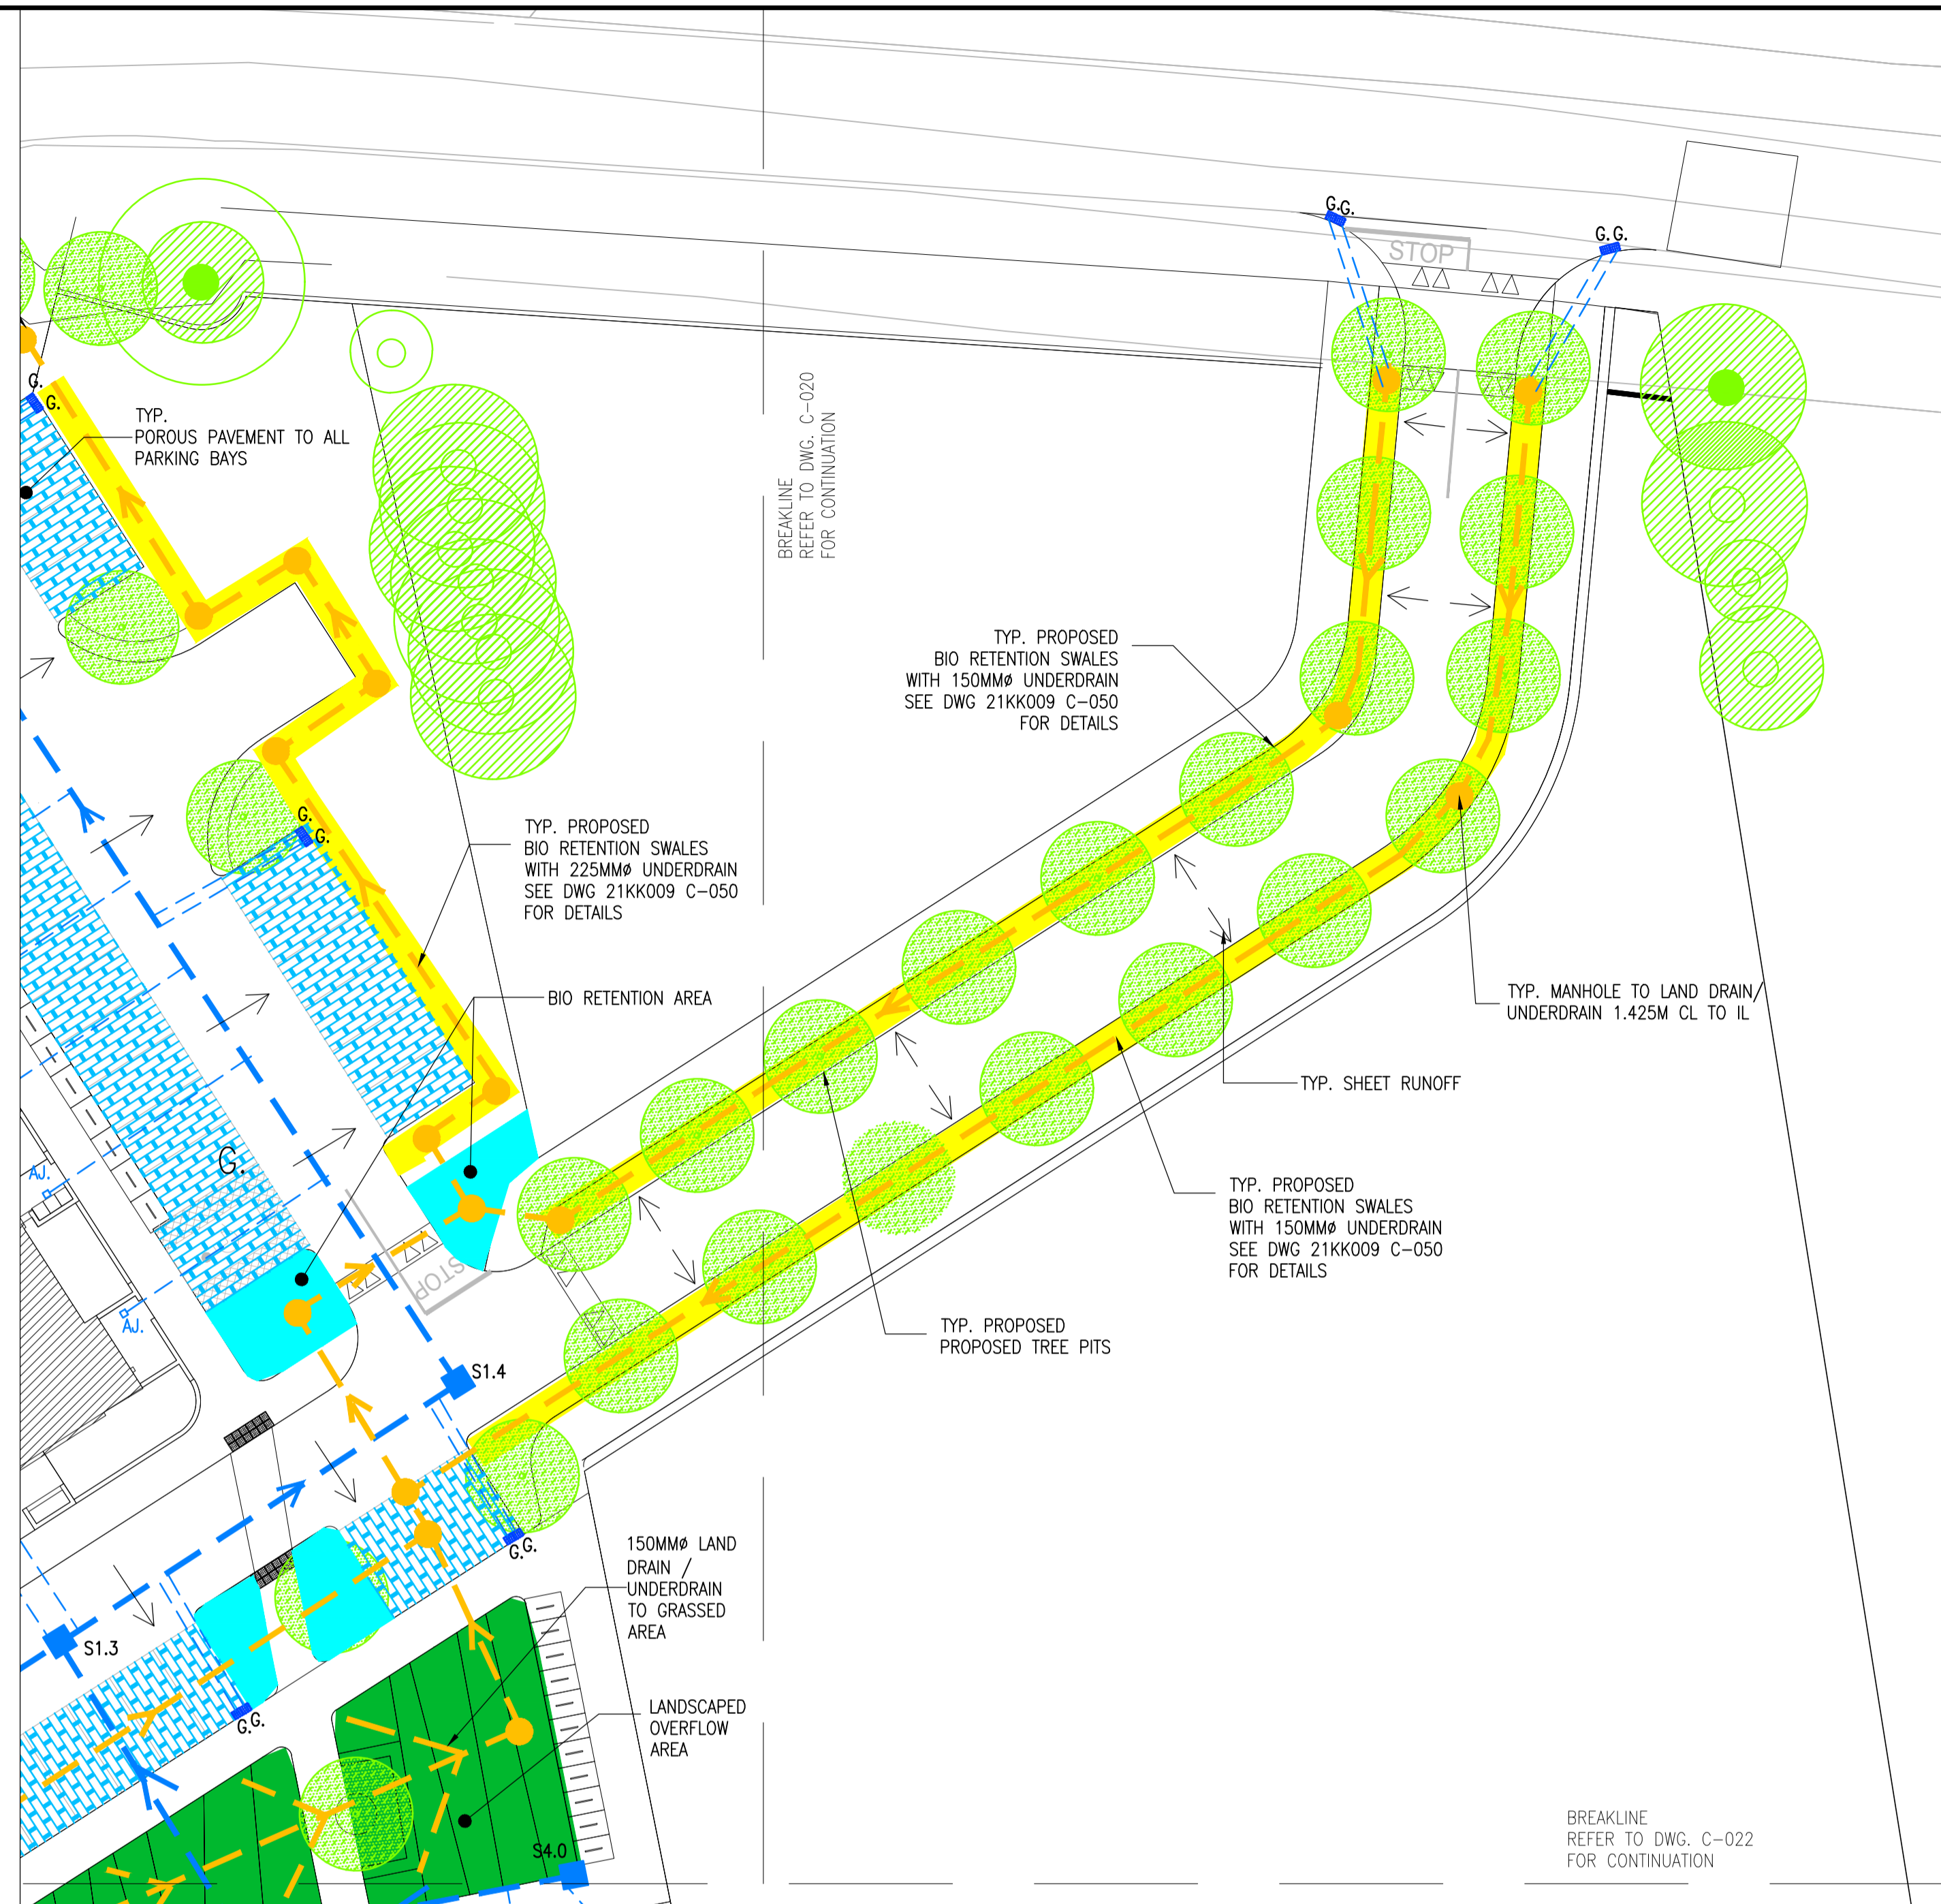 G.G.
STOP
G.G.
BREAKLINE
REFER TO DWG. C-020
FOR CONTINUATION
G.
G.
TYP.
POROUS PAVEMENT TO ALL
PARKING BAYS
TYP. PROPOSED
BIO RETENTION SWALES
WITH 150MMø UNDERDRAIN
SEE DWG 21KK009 C-050
FOR DETAILS
G.
G.
TYP. PROPOSED
BIO RETENTION SWALES
WITH 225MMø UNDERDRAIN
SEE DWG 21KK009 C-050
FOR DETAILS
BIO RETENTION AREA
TYP. MANHOLE TO LAND DRAIN/
UNDERDRAIN 1.425M CL TO IL
TYP. SHEET RUNOFF
G.
AJ.
AJ.
STOP
TYP. PROPOSED
BIO RETENTION SWALES
WITH 150MMø UNDERDRAIN
SEE DWG 21KK009 C-050
FOR DETAILS
TYP. PROPOSED
PROPOSED TREE PITS
S1.4
G.G.
150MMø LAND
DRAIN /
UNDERDRAIN
TO GRASSED
AREA
S1.3
G.G.
LANDSCAPED
OVERFLOW
AREA
S4.0
BREAKLINE
REFER TO DWG. C-022
FOR CONTINUATION